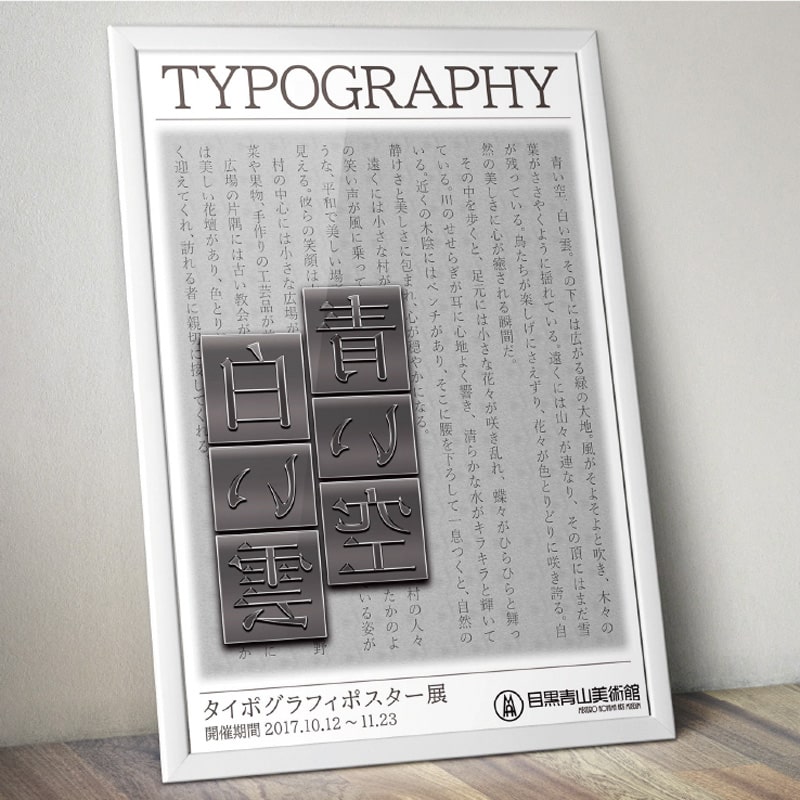 TYPOGRAPHY
青い空、白い雲。その下には広がる緑の大地。風がそよそよと吹き、木々の
葉がささやくように揺れている。遠くには山々が連なり、その頂にはまだ雪
が残っている。鳥たちが楽しげにさえずり、花々が色とりどりに咲き誇る。自
然の美しさに心が癒される瞬間だ。
その中を歩くと、足元には小さな花々が咲き乱れ、蝶々がひらひらと舞っ
ている。川のせせらぎが耳に心地よく響き、清らかな水がキラキラと輝いて
いる。近くの木陰にはベンチがあり、そこに腰を下ろして一息つくと、自然の
静けさと美しさに包まれ、心が穏やかになる。
遠くには小さな村が 村の人々
の笑い声が風に乗って たかのよ
うな、平和で美しい場 いる姿が
見える。彼らの笑顔は
村の中心には小さな広場が 野
菜や果物、手作りの工芸品が に
広場の片隅には古い教会が が
は美しい花壇があり、色とり
く迎えてくれ、訪れる者に親切に接してくれる
青い空
白い雲
タイポグラフィポスター展
開催期間 2017.10.12～11.23
目黒青山美術館
MEGURO AOYAMA ART MUSEUM